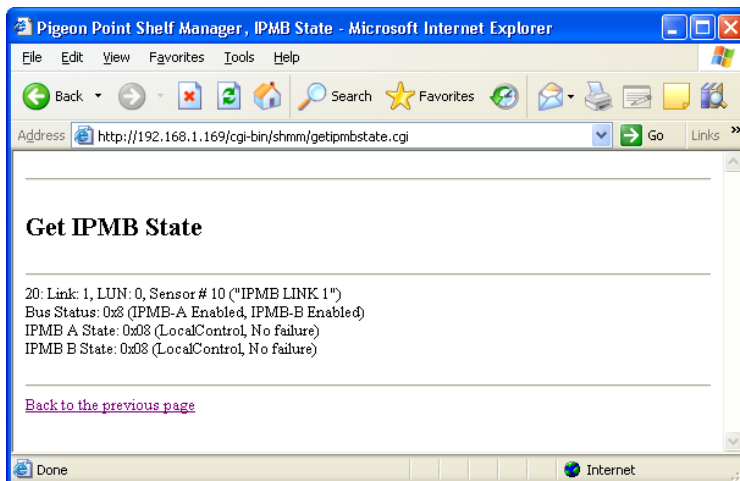 Pigeon Point Shelf Manager, IPMB State - Microsoft Internet Explorer
File Edit View Favorites Tools Help
Back Search Favorites
Address http://192.168.1.169/cgi-bin/shmm/getipmbstate.cgi Go Links »
Get IPMB State
20: Link: 1, LUN: 0, Sensor # 10 ("IPMB LINK 1")
Bus Status: 0x8 (IPMB-A Enabled, IPMB-B Enabled)
IPMB A State: 0x08 (LocalControl, No failure)
IPMB B State: 0x08 (LocalControl, No failure)
Back to the previous page
Done Internet